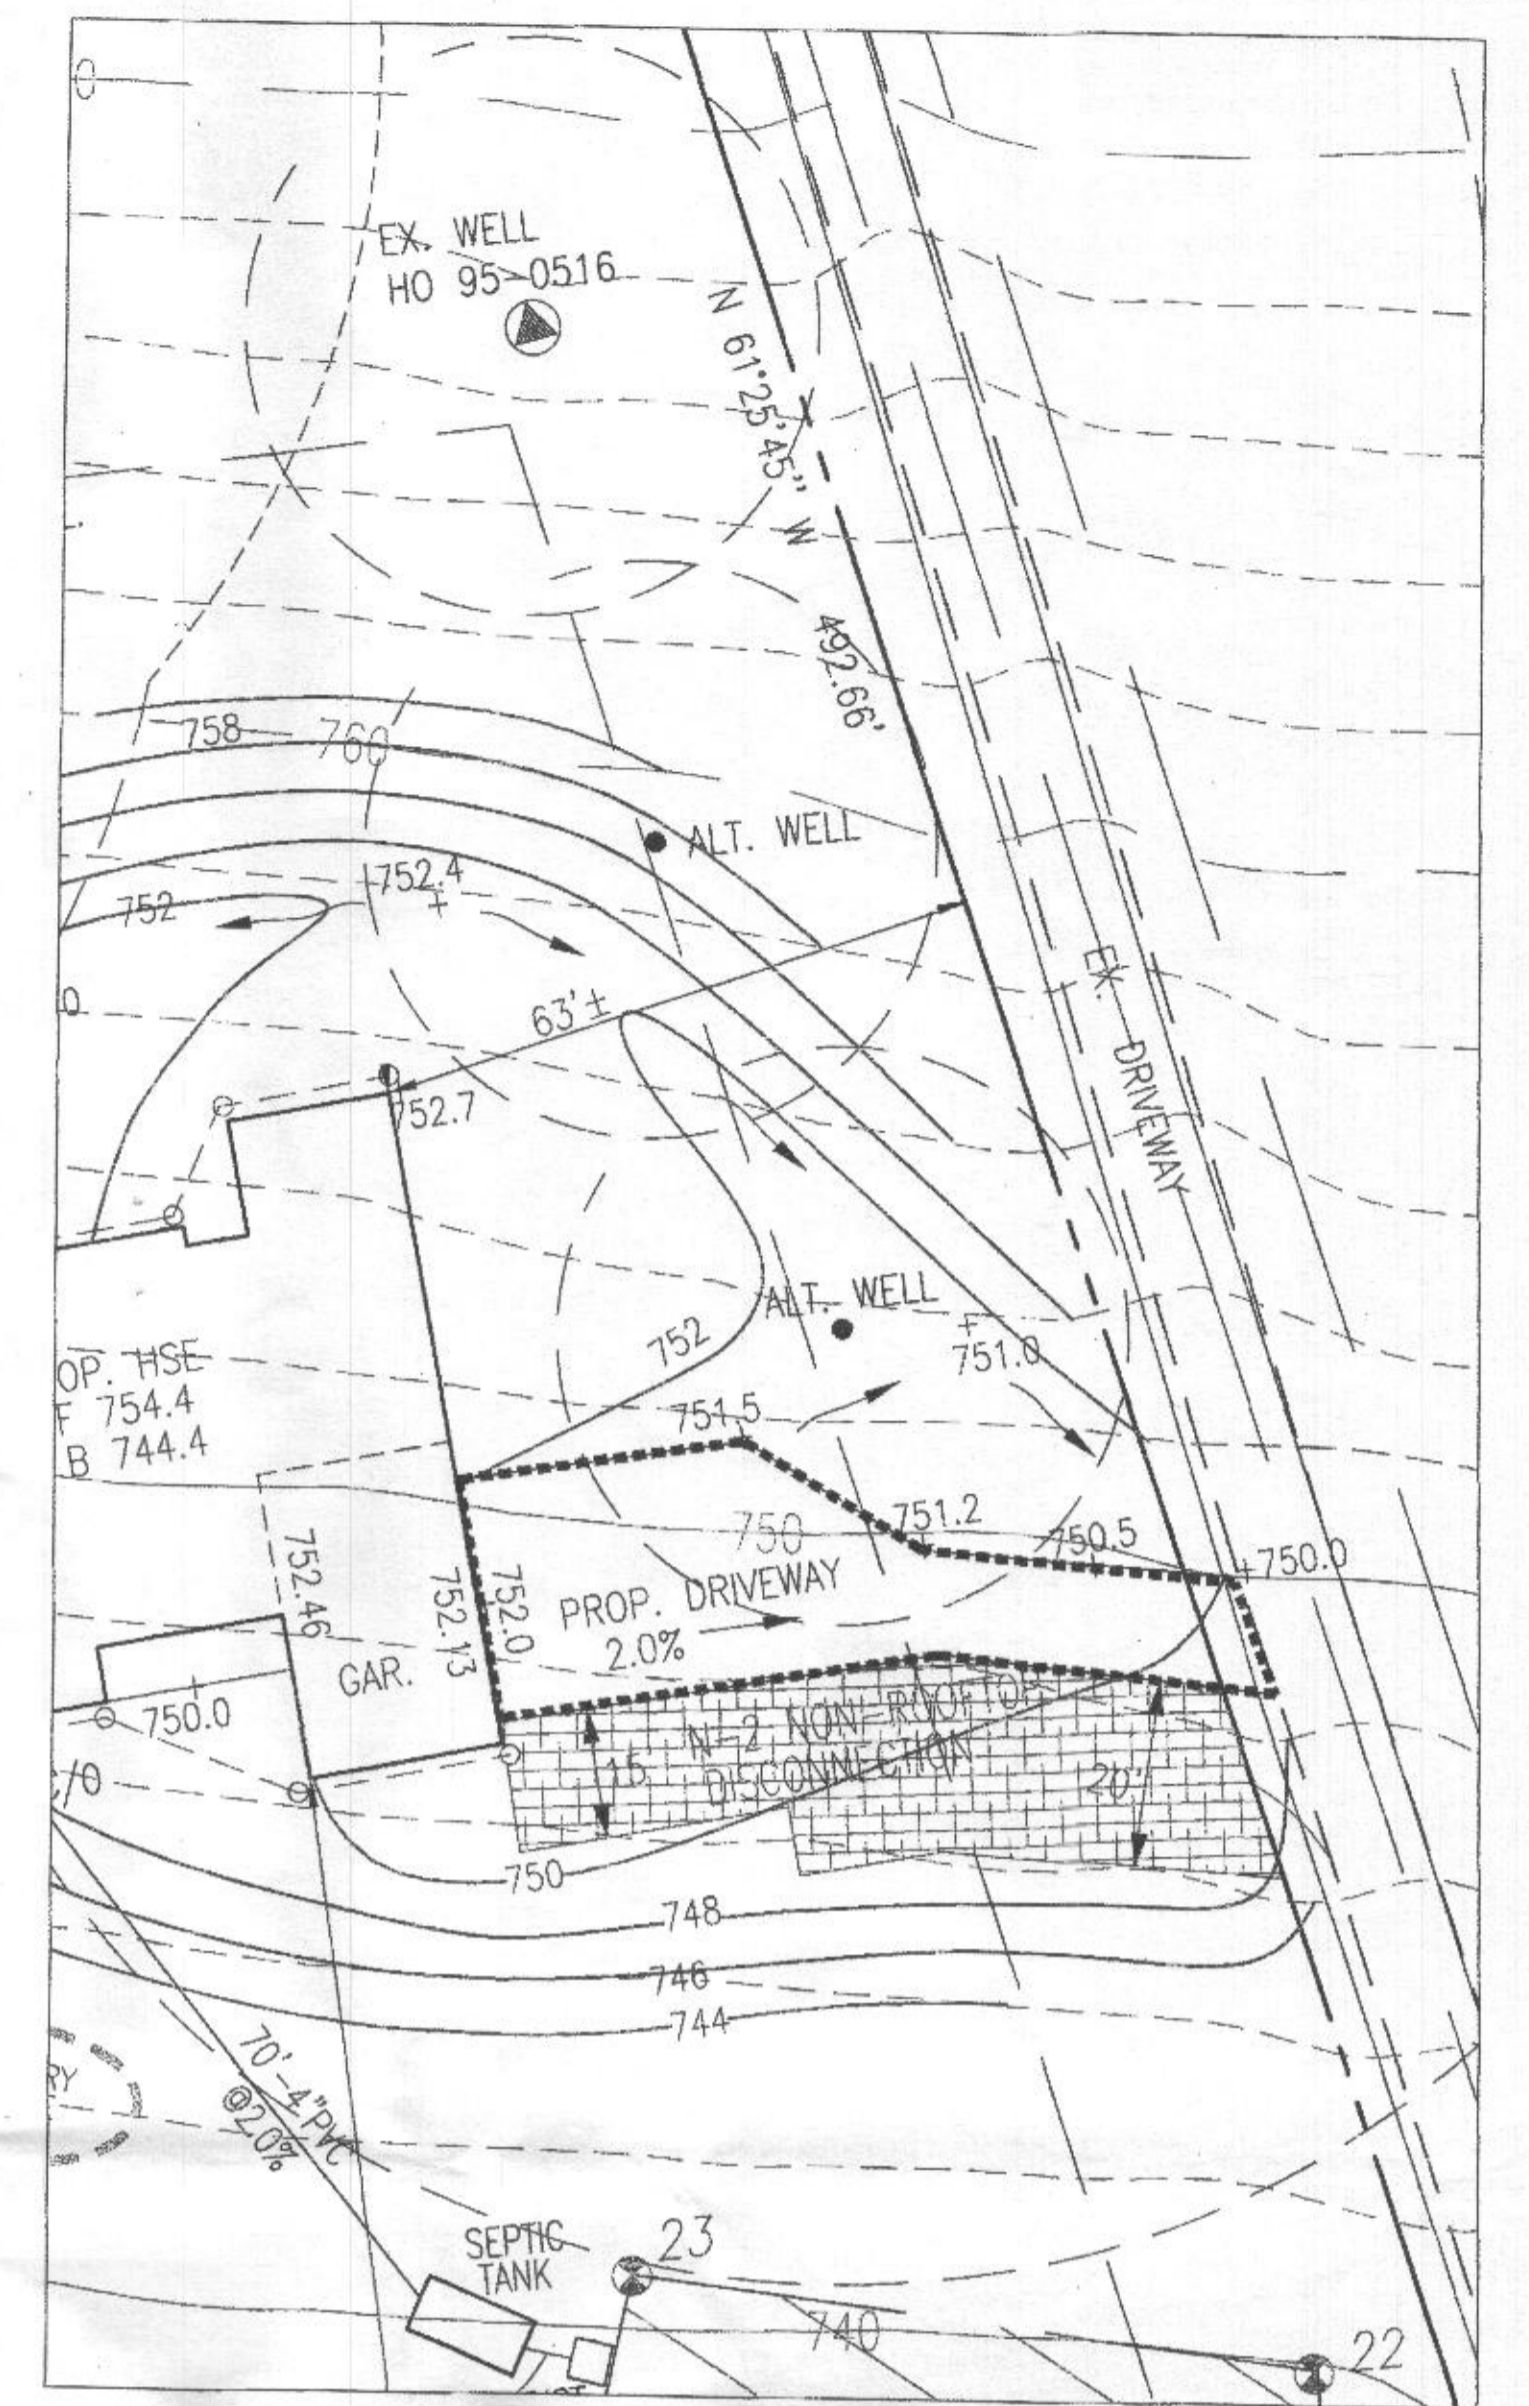 EX. WELL
HO 95-0516
N 61°25'45" W
492.66'
758
760
ALT. WELL
752.4
752
EX. DRIVEWAY
63'±
752.7
ALT. WELL
752
751.0
OP. HSE
F 754.4
B 744.4
751.5
750
751.2
750.5
750.0
752.46
752.13
752.0
PROP. DRIVEWAY
2.0%
GAR.
750.0
N-2 NON-ROOFTOP
DISCONNECTION
15'
20'
750
748
746
744
70'-4"PVC
@2.0%
RY
SEPTIC
TANK
23
740
22